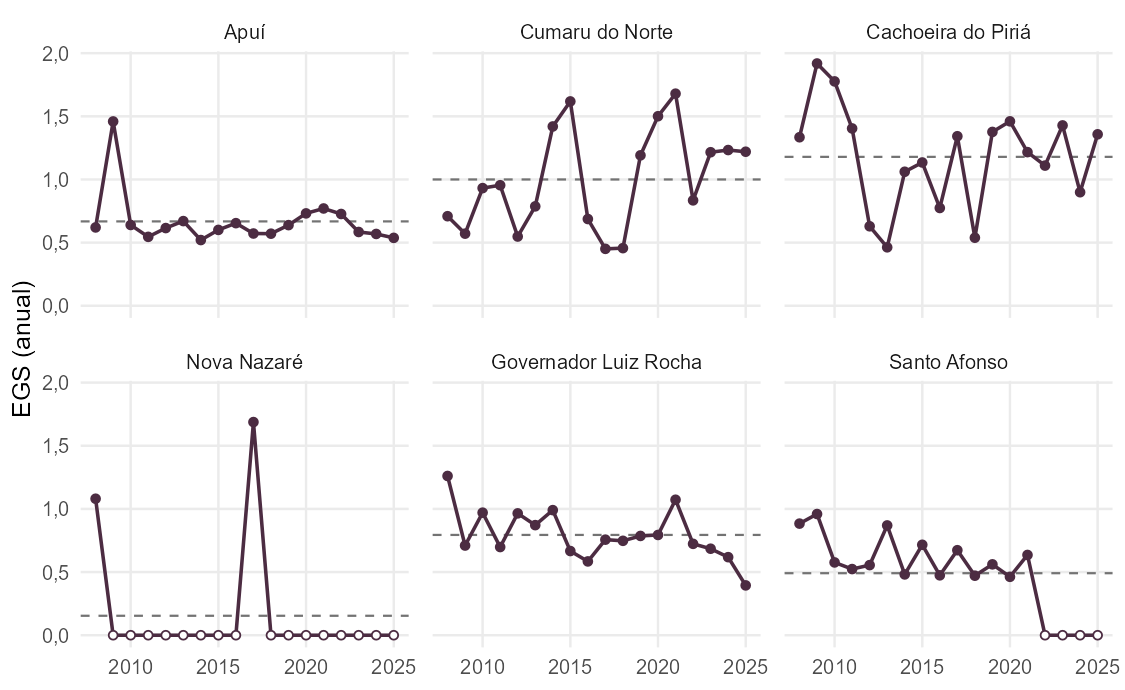 Apuí
Cumaru do Norte
Cachoeira do Piriá
2,0
1,5
1,0
0,5
0,0
EGS (anual)
Nova Nazaré
Governador Luiz Rocha
Santo Afonso
2,0
1,5
1,0
0,5
0,0
2010 2015 2020 2025
2010 2015 2020 2025
2010 2015 2020 2025